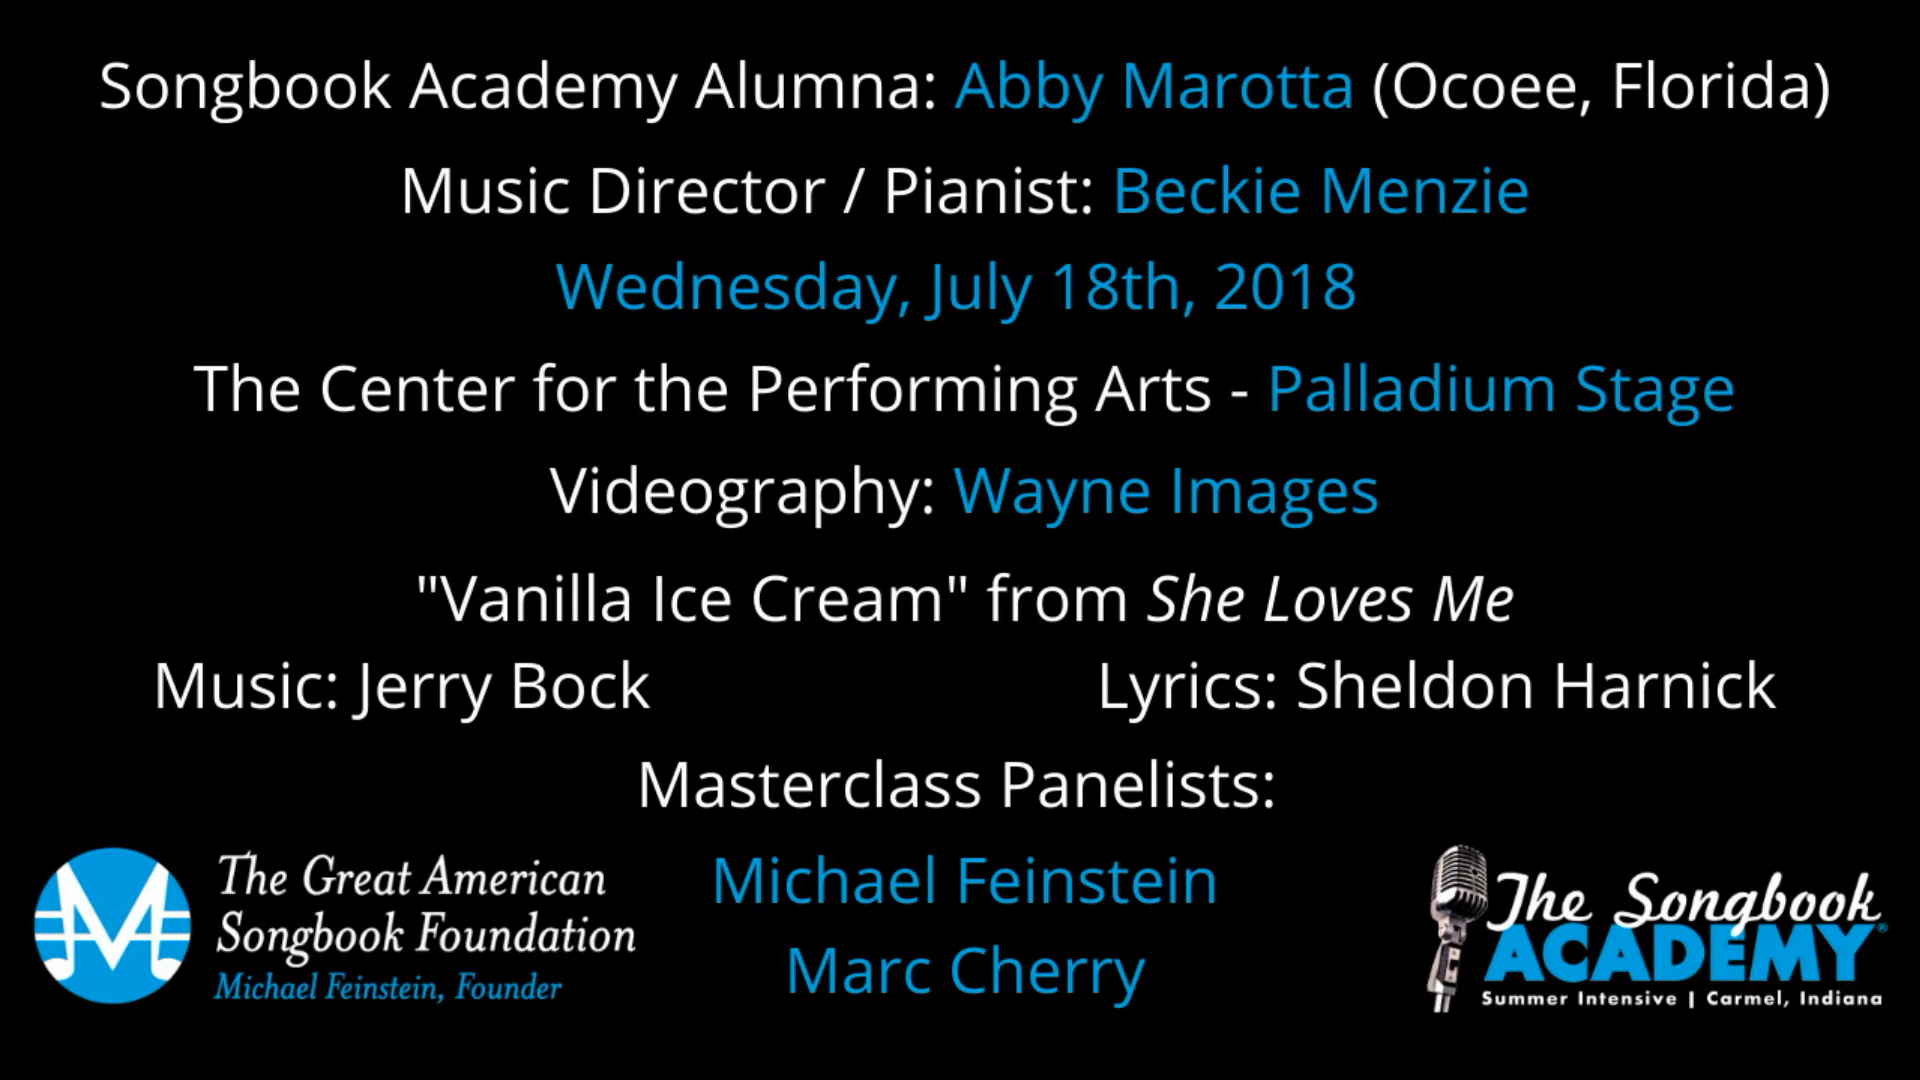 Songbook Academy Alumna: Abby Marotta (Ocoee, Florida)
Music Director / Pianist: Beckie Menzie
Wednesday, July 18th, 2018
The Center for the Performing Arts - Palladium Stage
Videography: Wayne Images
"Vanilla Ice Cream" from She Loves Me
Music: Jerry Bock
Lyrics: Sheldon Harnick
Masterclass Panelists:
Michael Feinstein
Marc Cherry
The Great American
Songbook Foundation
Michael Feinstein, Founder
The Songbook
ACADEMY®
Summer Intensive | Carmel, Indiana